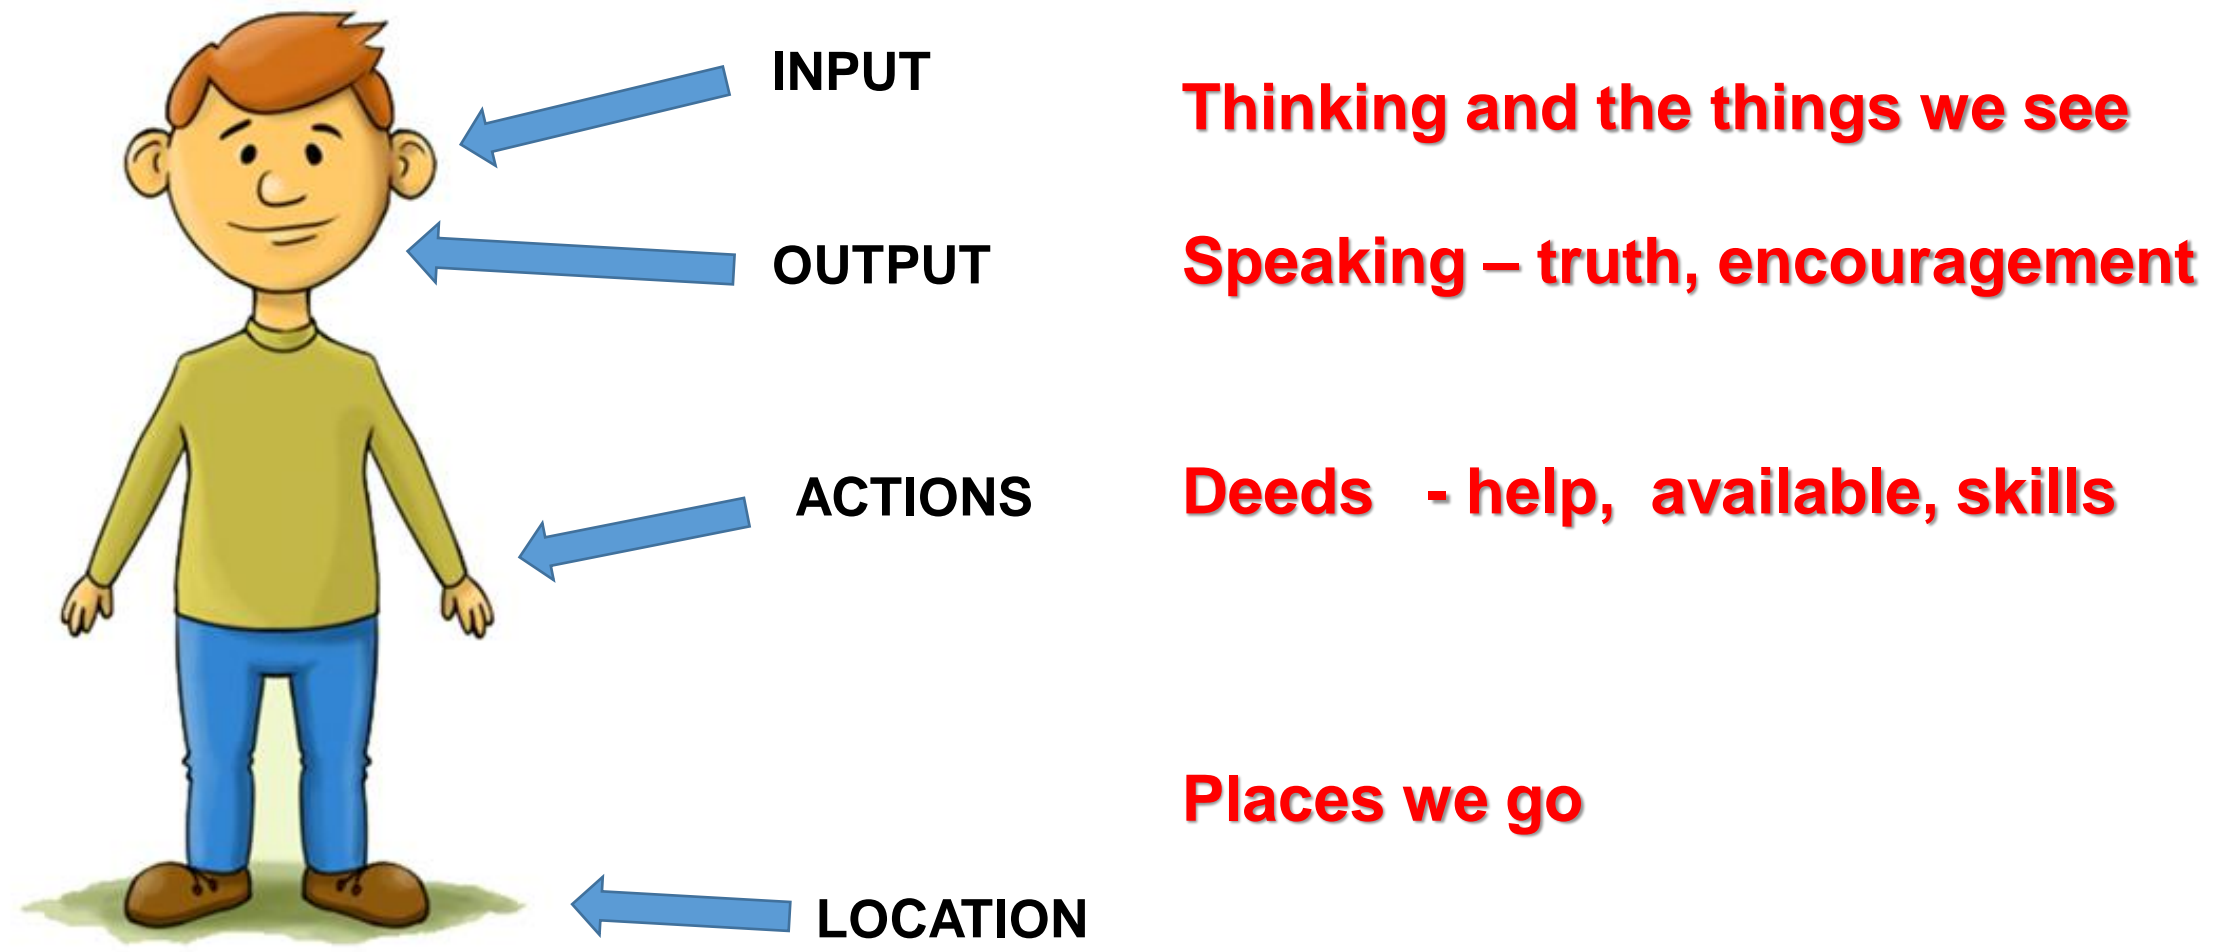 INPUT
Thinking and the things we see
OUTPUT
Speaking – truth, encouragement
ACTIONS
Deeds - help, available, skills
Places we go
LOCATION